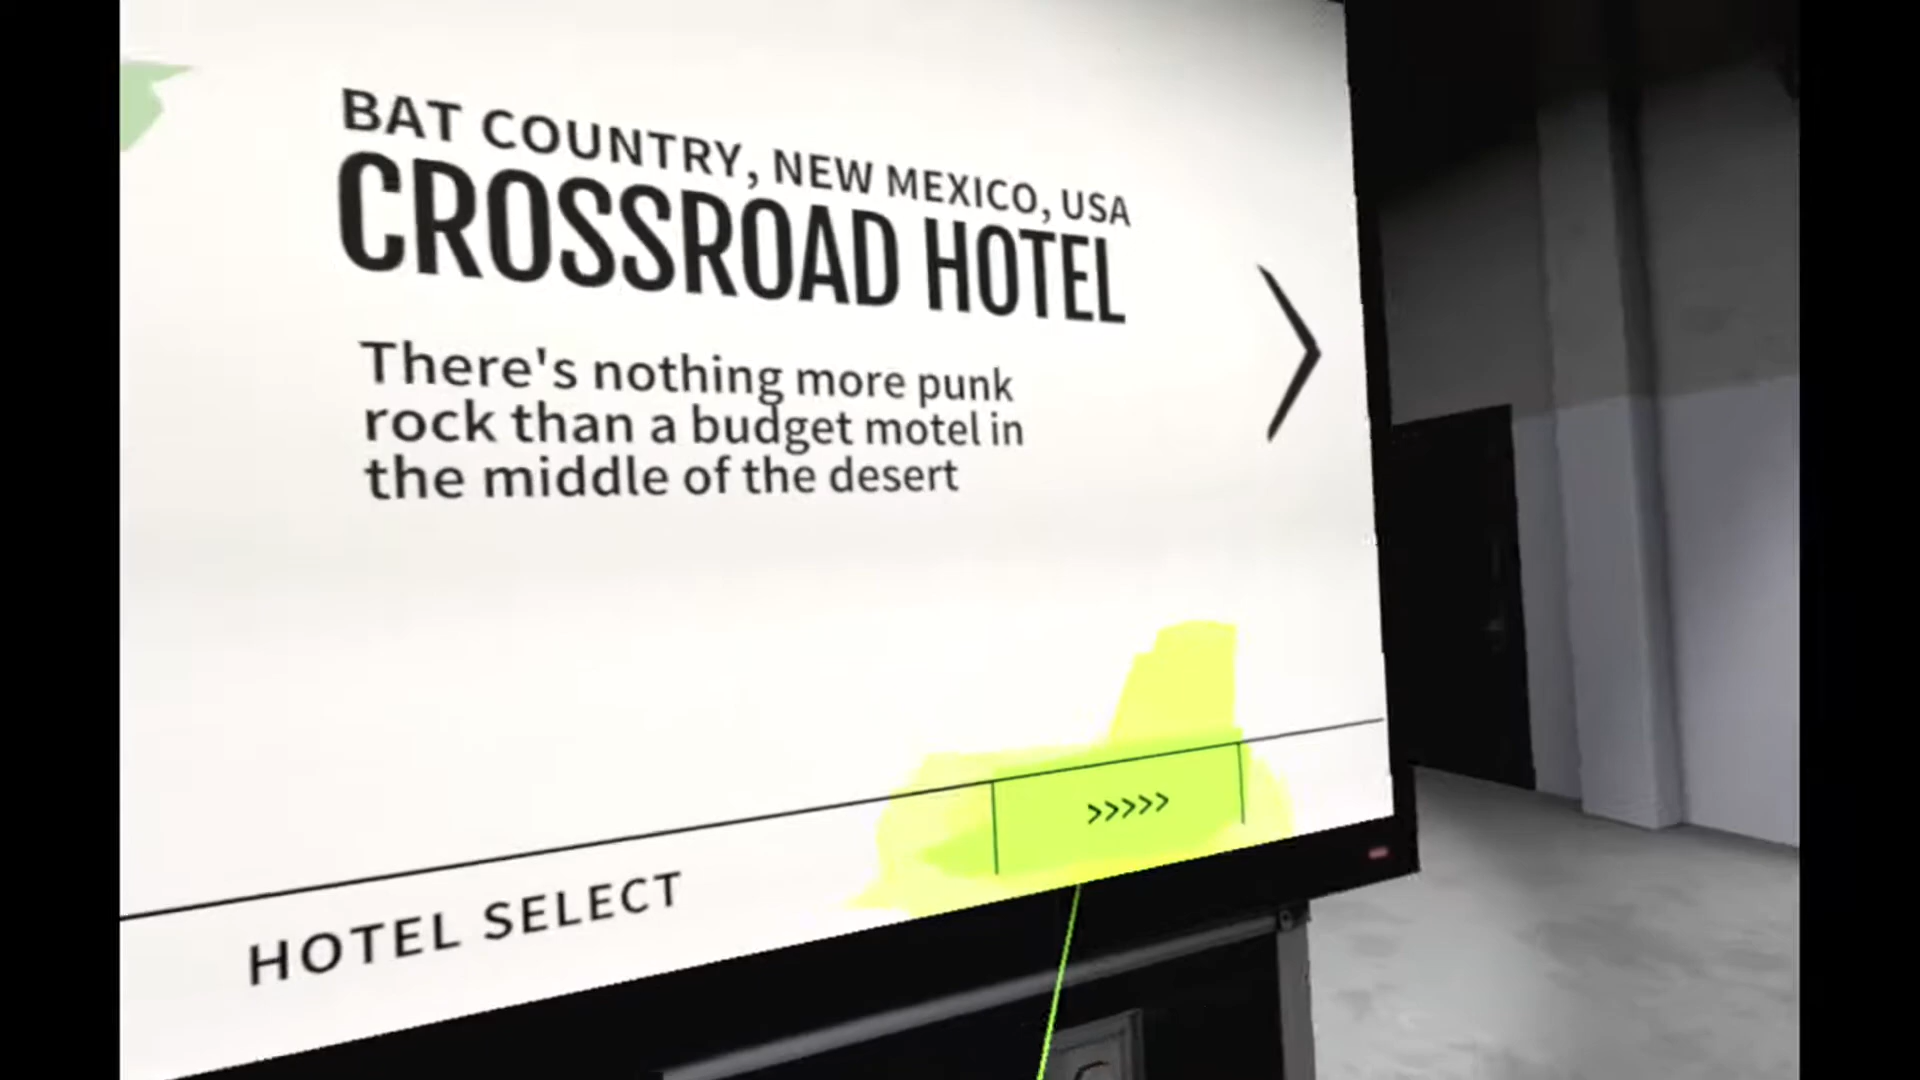 BAT COUNTRY, NEW MEXICO, USA
CROSSROAD HOTEL
There's nothing more punk
rock than a budget motel in
the middle of the desert
>>>>>
HOTEL SELECT